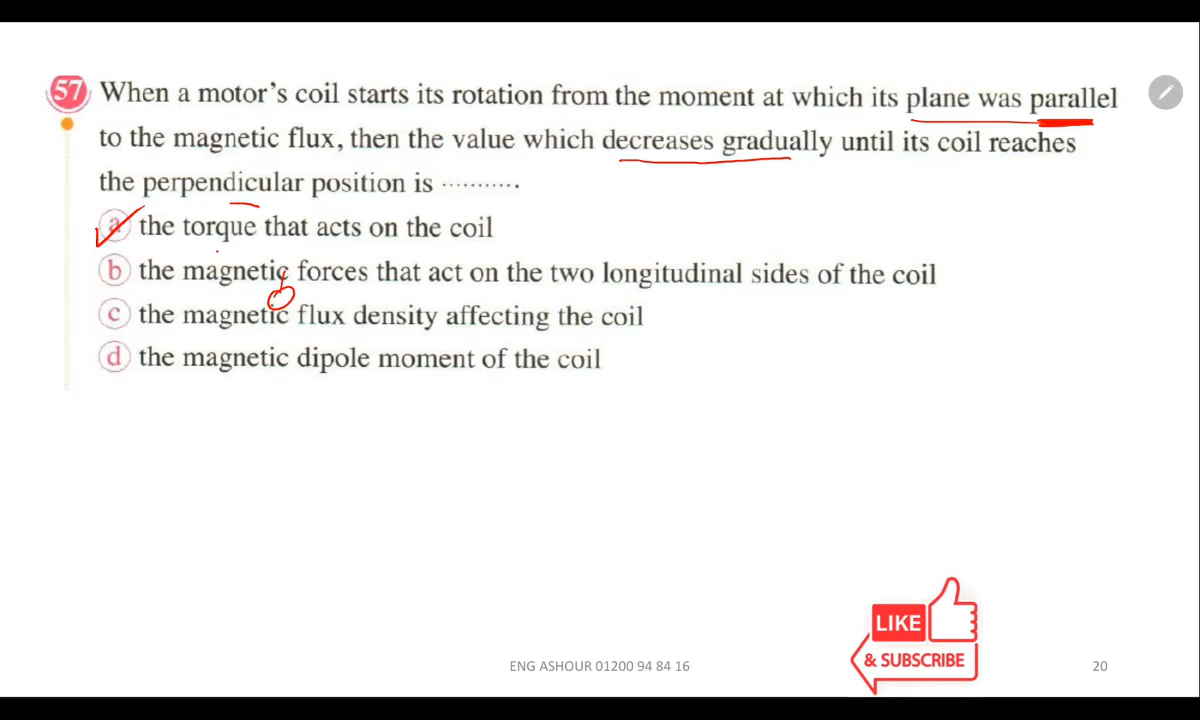 57 When a motor's coil starts its rotation from the moment at which its plane was parallel
to the magnetic flux, then the value which decreases gradually until its coil reaches
the perpendicular position is ...........
a the torque that acts on the coil
b the magnetic forces that act on the two longitudinal sides of the coil
c the magnetic flux density affecting the coil
d the magnetic dipole moment of the coil
LIKE
& SUBSCRIBE
ENG ASHOUR 01200 94 84 16
20